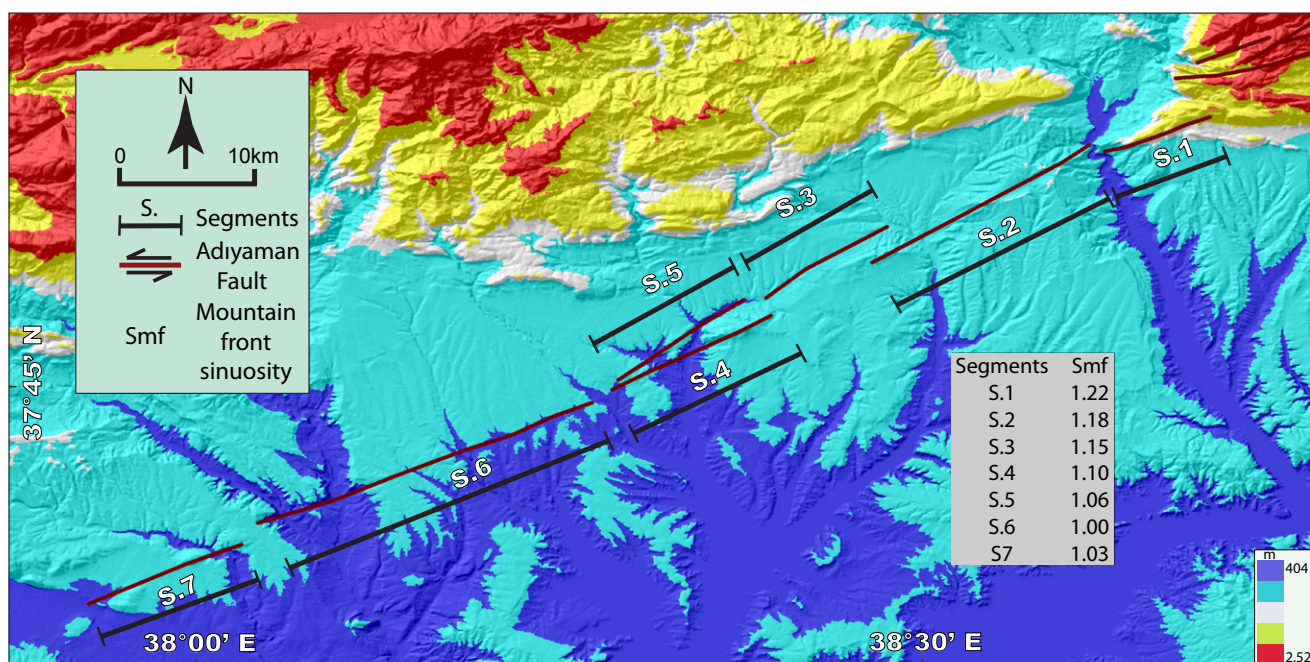 N
0 10km
S.
Segments
Adıyaman
Fault
Smf
Mountain
front
sinuosity
S.1
S.2
S.3
S.5
S.4
S.6
S.7
37°45' N
38°00' E
38°30' E
Segments Smf
S.1 1.22
S.2 1.18
S.3 1.15
S.4 1.10
S.5 1.06
S.6 1.00
S7 1.03
m
404
2.52